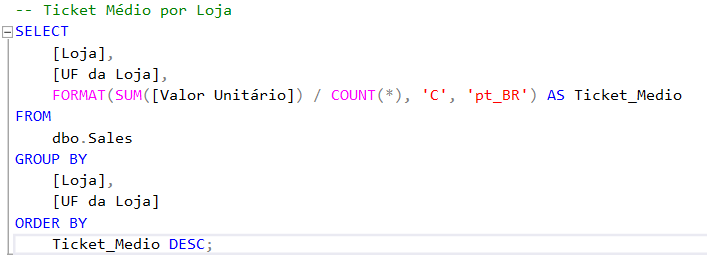 -- Ticket Médio por Loja
SELECT
[Loja],
[UF da Loja],
FORMAT(SUM([Valor Unitário]) / COUNT(*), 'C', 'pt_BR') AS Ticket_Medio
FROM
dbo.Sales
GROUP BY
[Loja],
[UF da Loja]
ORDER BY
Ticket_Medio DESC;